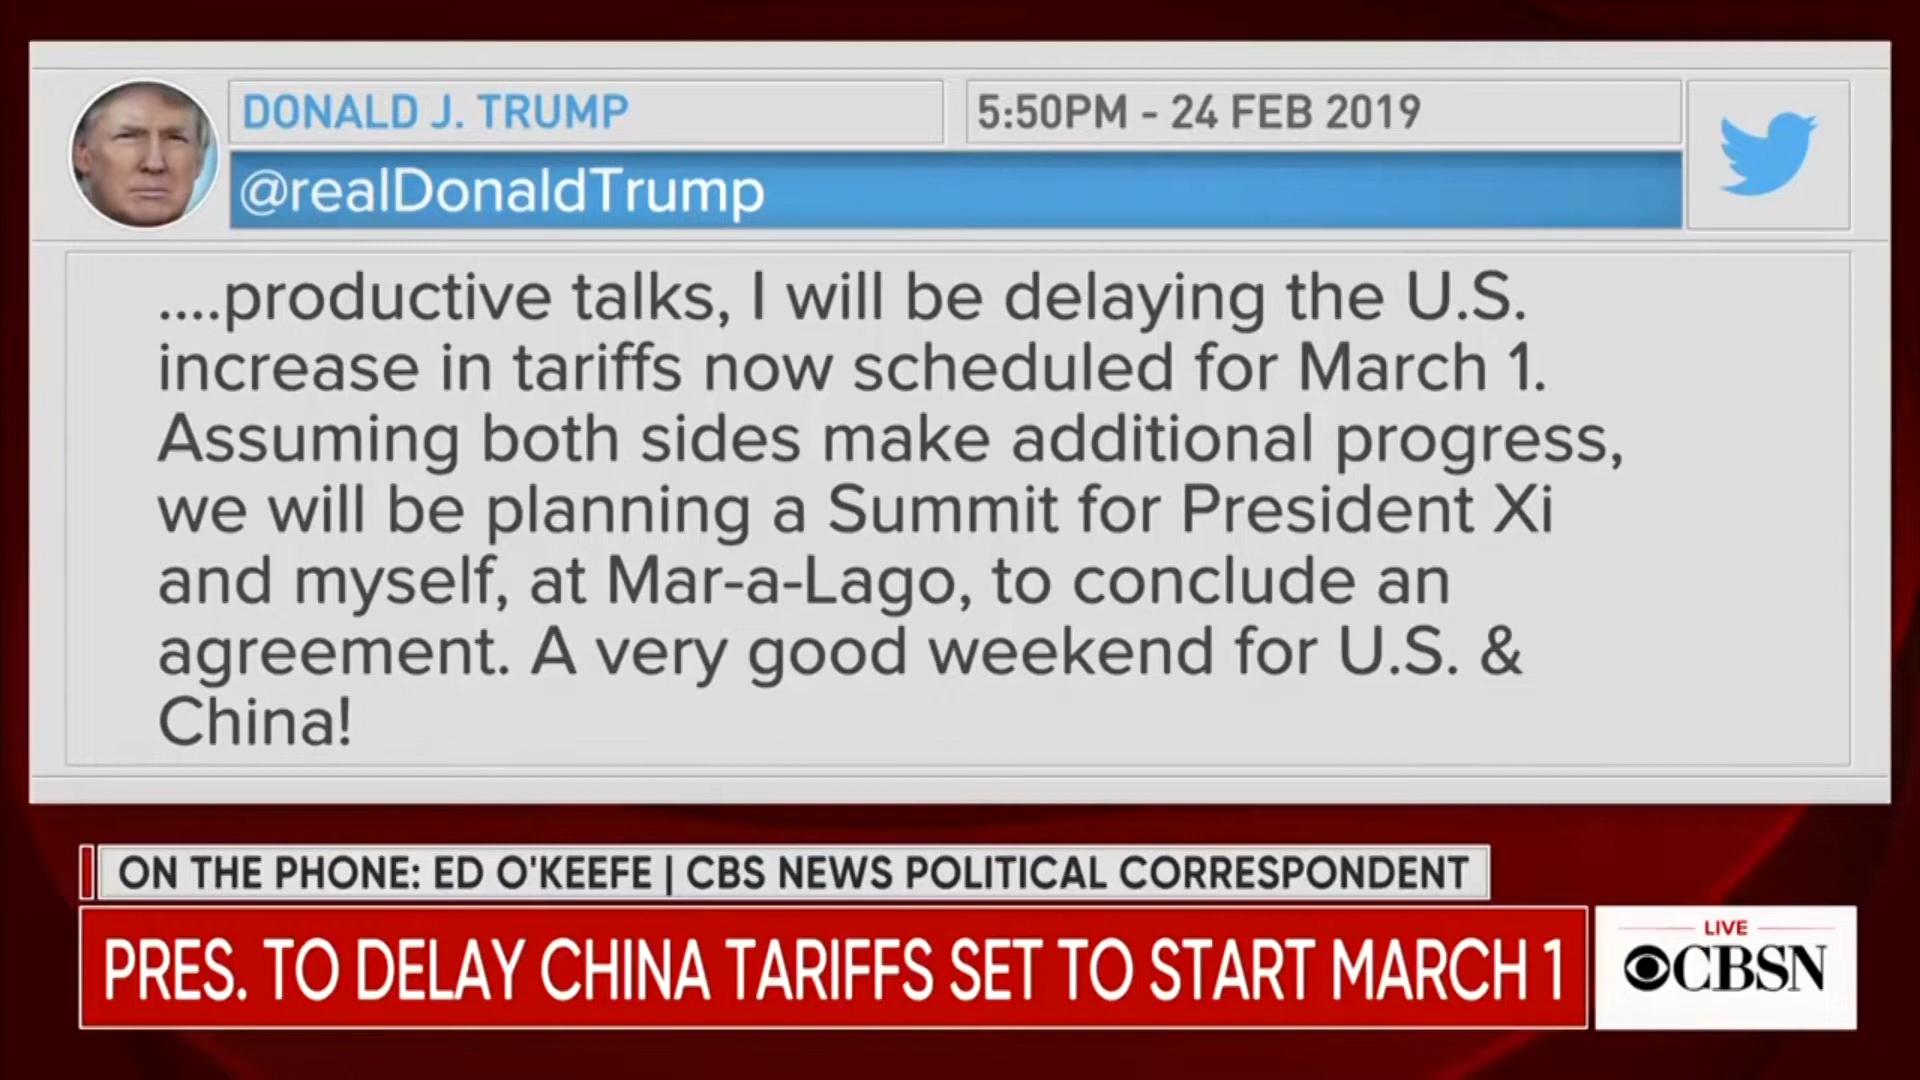 DONALD J. TRUMP
5:50PM - 24 FEB 2019
@realDonaldTrump
....productive talks, I will be delaying the U.S.
increase in tariffs now scheduled for March 1.
Assuming both sides make additional progress,
we will be planning a Summit for President Xi
and myself, at Mar-a-Lago, to conclude an
agreement. A very good weekend for U.S. &
China!
ON THE PHONE: ED O'KEEFE | CBS NEWS POLITICAL CORRESPONDENT
PRES. TO DELAY CHINA TARIFFS SET TO START MARCH 1
LIVE
CBSN